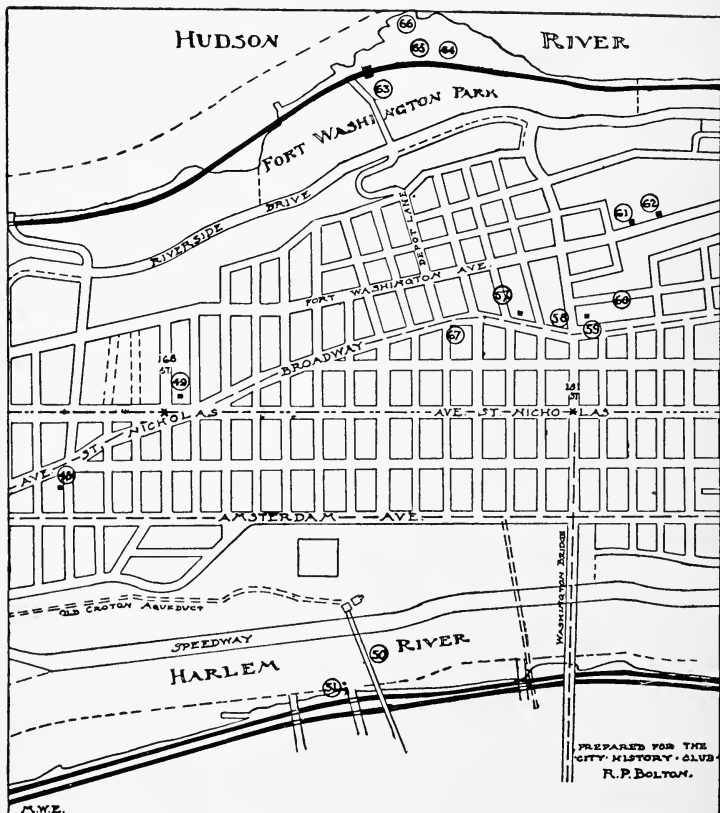 HUDSON RIVER
66
65 64
63
FORT WASHINGTON PARK
RIVERSIDE DRIVE
DEPOT LANE
61 62
FORT WASHINGTON AVE.
57 58 60
59
67
BROADWAY
168
ST.
49
181
ST
AVE. ST. NICHOLAS
AVE. ST. NICHOLAS
48
AMSTERDAM AVE.
OLD CROTON AQUEDUCT
WASHINGTON BRIDGE
SPEEDWAY
HARLEM RIVER
50
51
PREPARED FOR THE
CITY·HISTORY·CLUB
R.P. BOLTON.
M.W.E.